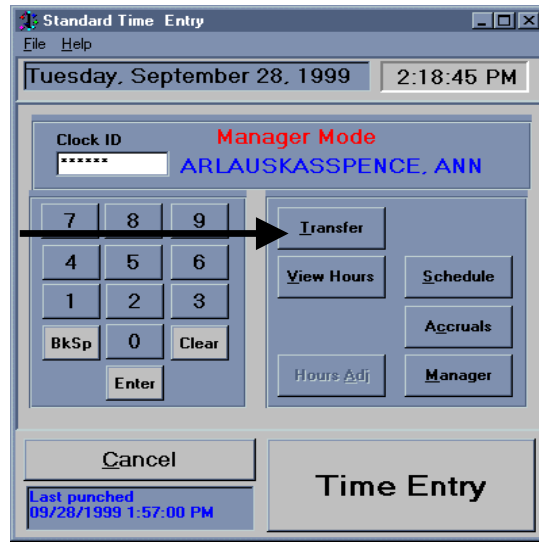 Standard Time Entry
File Help
Tuesday, September 28, 1999 2:18:45 PM
Clock ID Manager Mode
****** ARLAUSKASSPENCE, ANN
7 8 9 Transfer
4 5 6 View Hours Schedule
1 2 3
Accruals
BkSp 0 Clear
Enter Hours Adj Manager
Cancel
Time Entry
Last punched
09/28/1999 1:57:00 PM